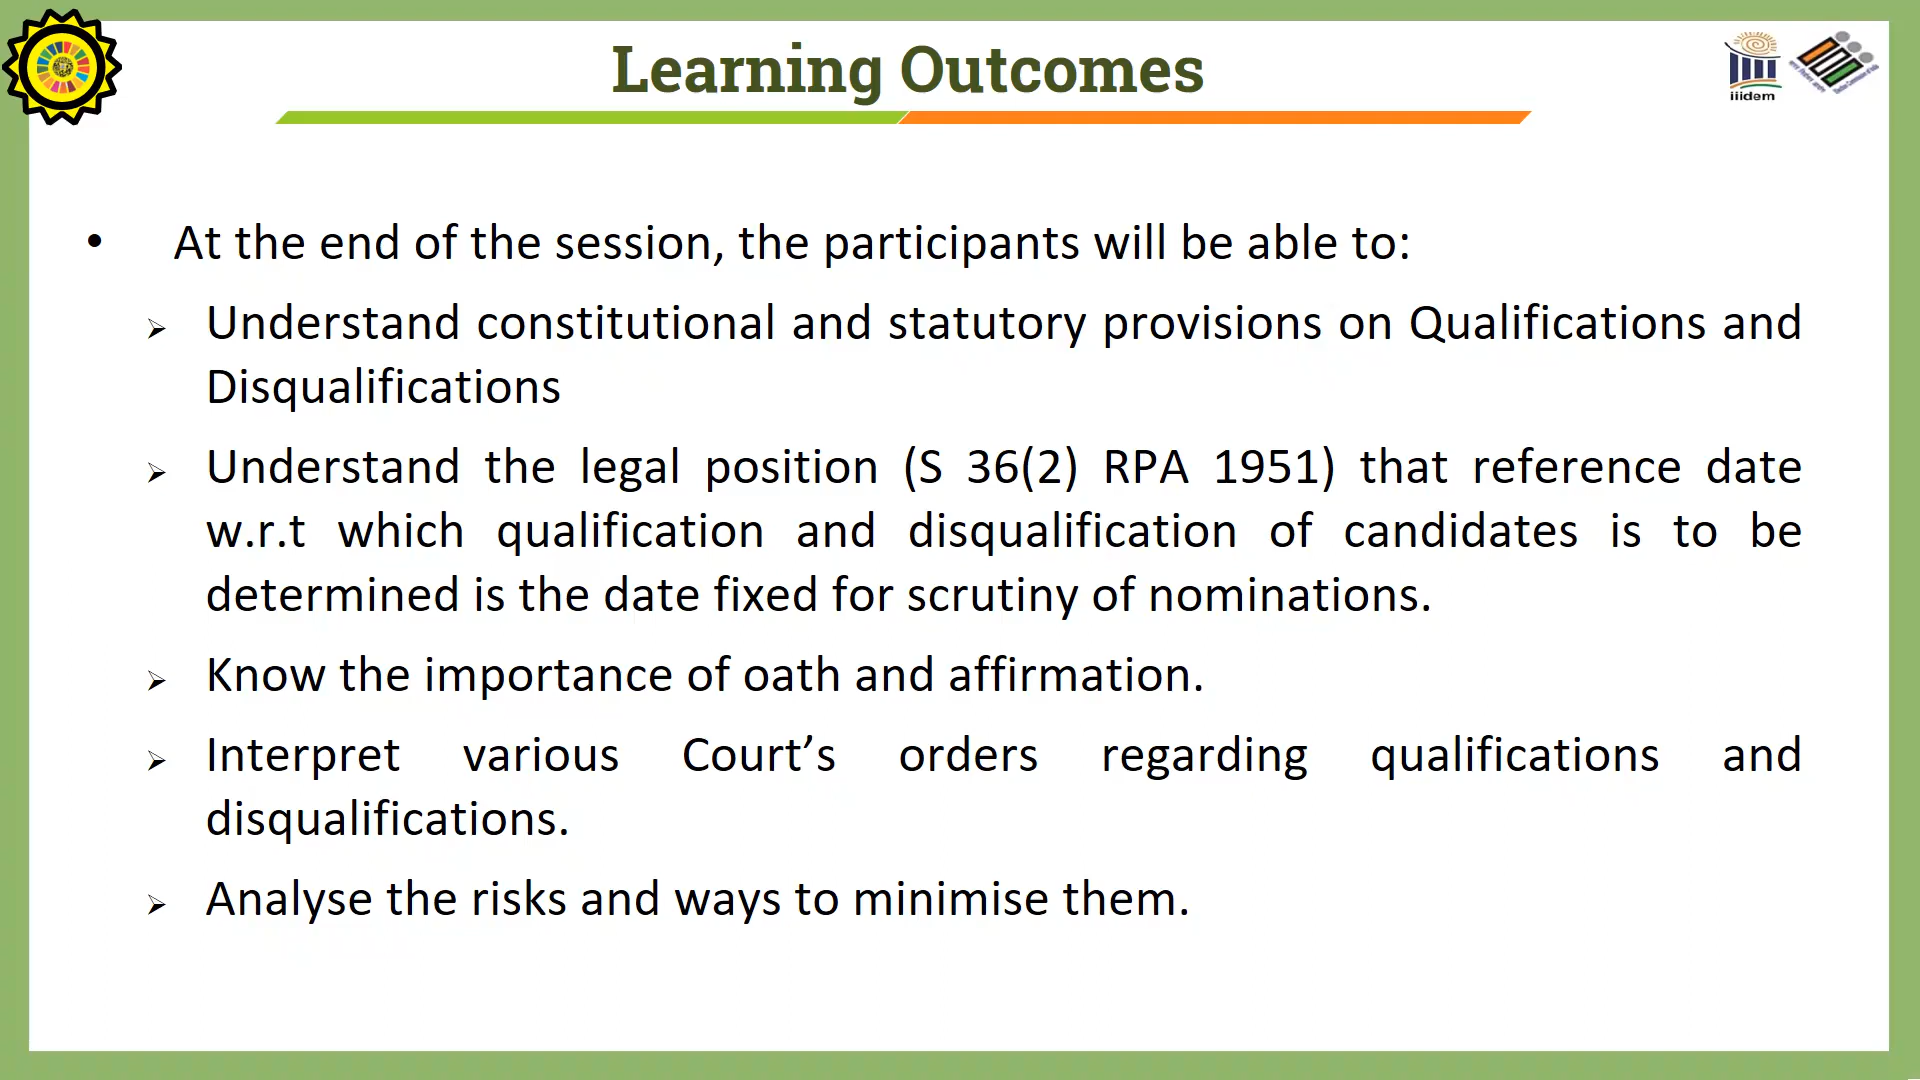 Learning Outcomes
iiidem
• At the end of the session, the participants will be able to:
➢ Understand constitutional and statutory provisions on Qualifications and
Disqualifications
➢ Understand the legal position (S 36(2) RPA 1951) that reference date
w.r.t which qualification and disqualification of candidates is to be
determined is the date fixed for scrutiny of nominations.
➢ Know the importance of oath and affirmation.
➢ Interpret various Court’s orders regarding qualifications and
disqualifications.
➢ Analyse the risks and ways to minimise them.